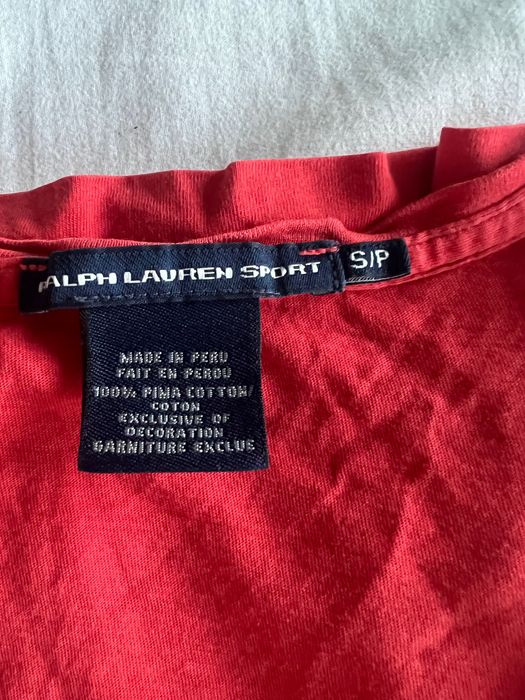 RALPH LAUREN SPORT
S/P
MADE IN PERU
FAIT EN PEROU
100% PIMA COTTON/
COTON
EXCLUSIVE OF
DECORATION
GARNITURE EXCLUE